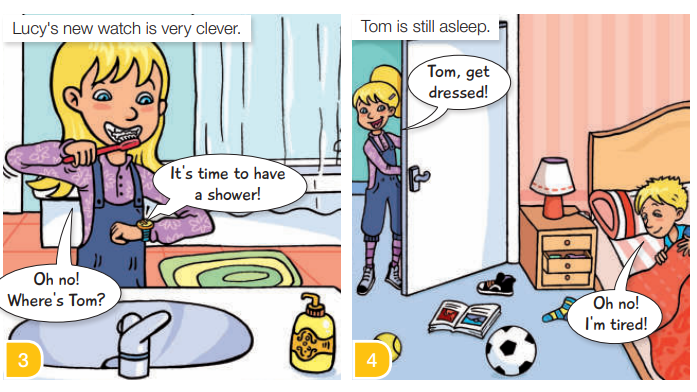 Lucy's new watch is very clever.
It's time to have
a shower!
Oh no!
Where's Tom?
3
Tom is still asleep.
Tom, get
dressed!
Oh no!
I'm tired!
4